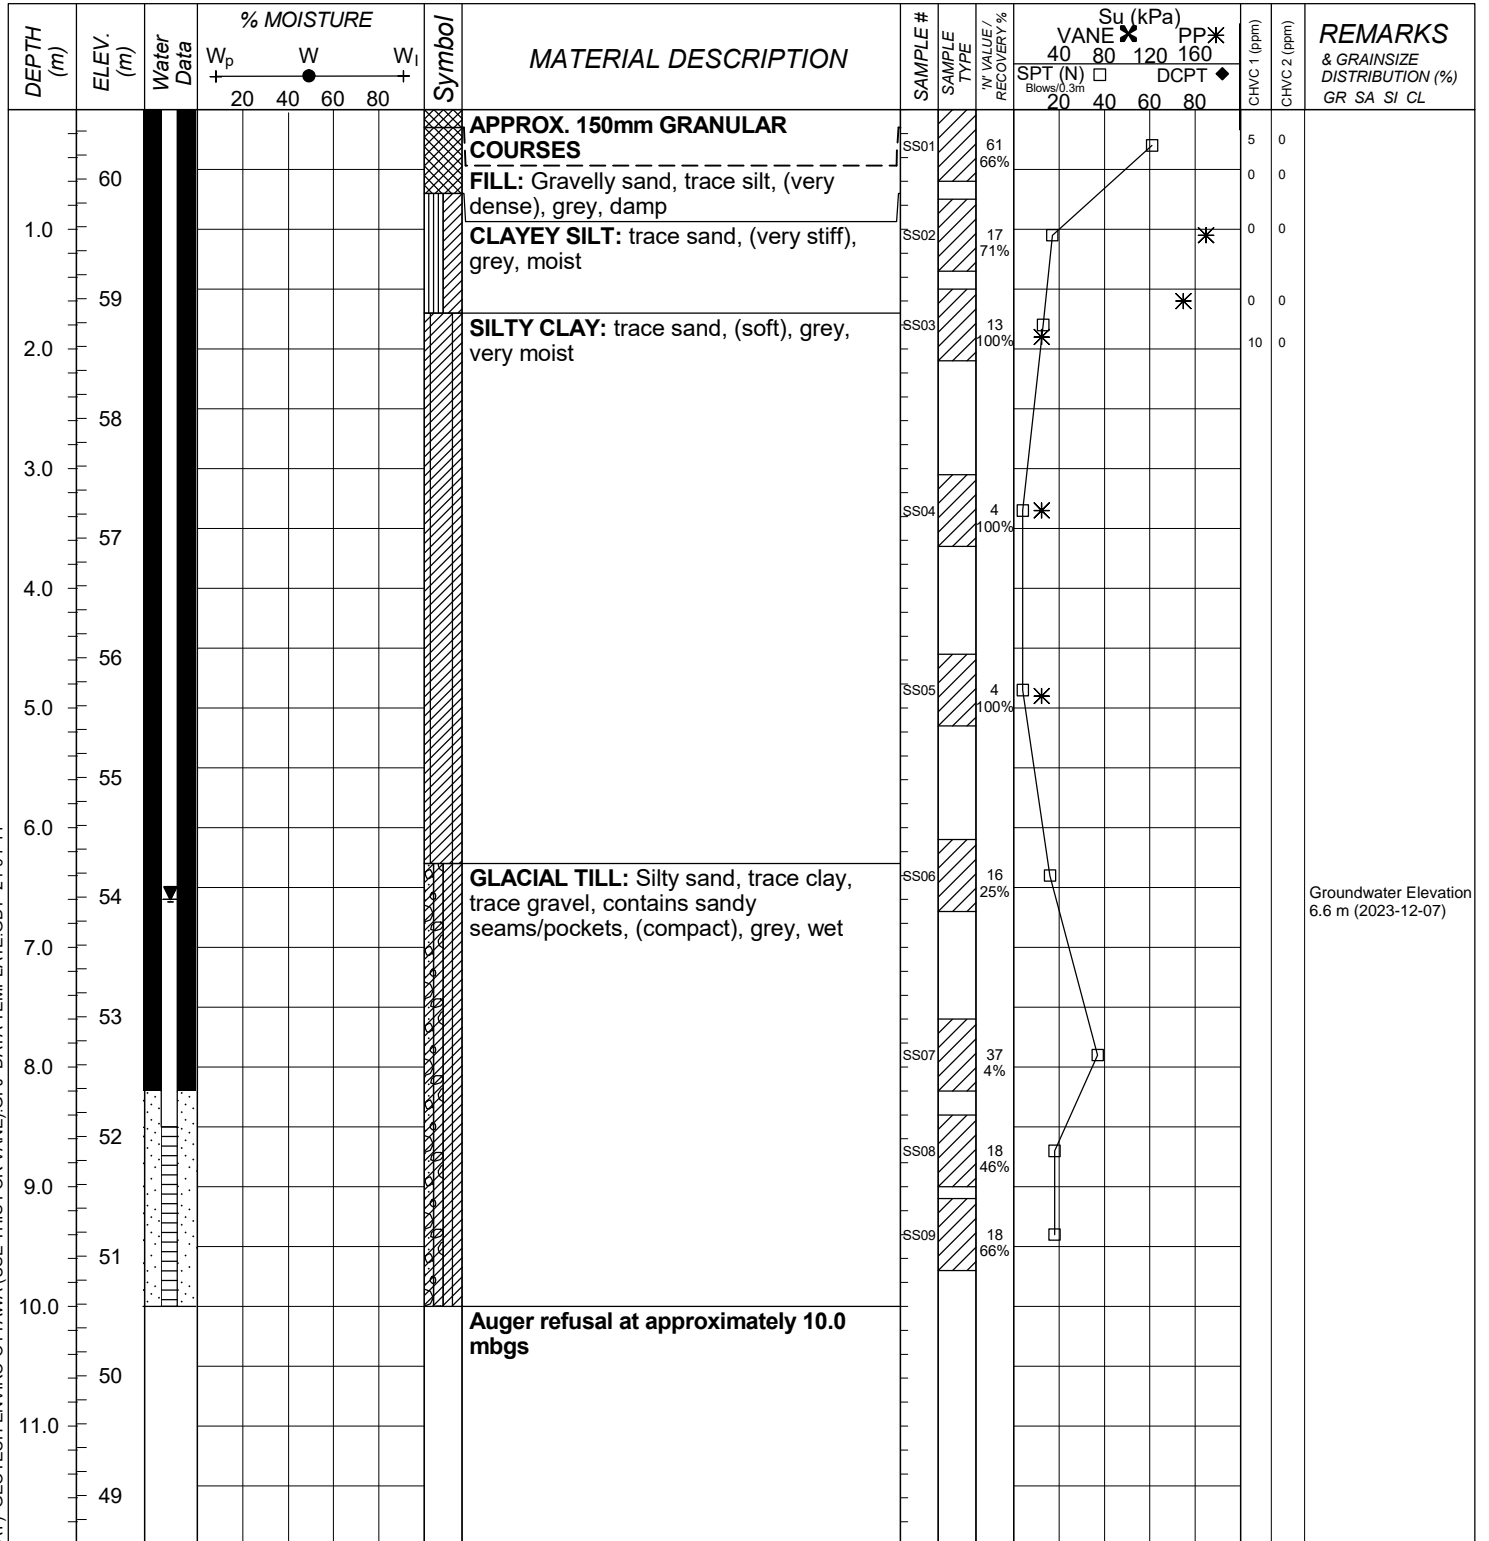 DEPTH (m)
ELEV. (m)
Water Data
% MOISTURE
Wp W Wl
20 40 60 80
Symbol
MATERIAL DESCRIPTION
SAMPLE #
SAMPLE TYPE
'N' VALUE / RECOVERY %
Su (kPa)
VANE PP
40 80 120 160
SPT (N) DCPT
Blows/0.3m
20 40 60 80
CHVC 1 (ppm)
CHVC 2 (ppm)
REMARKS
& GRAINSIZE
DISTRIBUTION (%)
GR SA SI CL
APPROX. 150mm GRANULAR
COURSES
SS01 61 5 0
66%
60
FILL: Gravelly sand, trace silt, (very
0 0
dense), grey, damp
1.0
CLAYEY SILT: trace sand, (very stiff),
SS02 17 0 0
grey, moist
71%
59
0 0
SILTY CLAY: trace sand, (soft), grey,
SS03 13
very moist
100% 10 0
2.0
58
3.0
SS04 4
100%
57
4.0
56
SS05 4
100%
5.0
55
6.0
GLACIAL TILL: Silty sand, trace clay,
SS06 16
trace gravel, contains sandy
25%
54
Groundwater Elevation
seams/pockets, (compact), grey, wet
6.6 m (2023-12-07)
7.0
53
SS07 37
4%
8.0
52
SS08 18
46%
9.0
SS09 18
66%
51
10.0
Auger refusal at approximately 10.0
mbgs
50
11.0
49